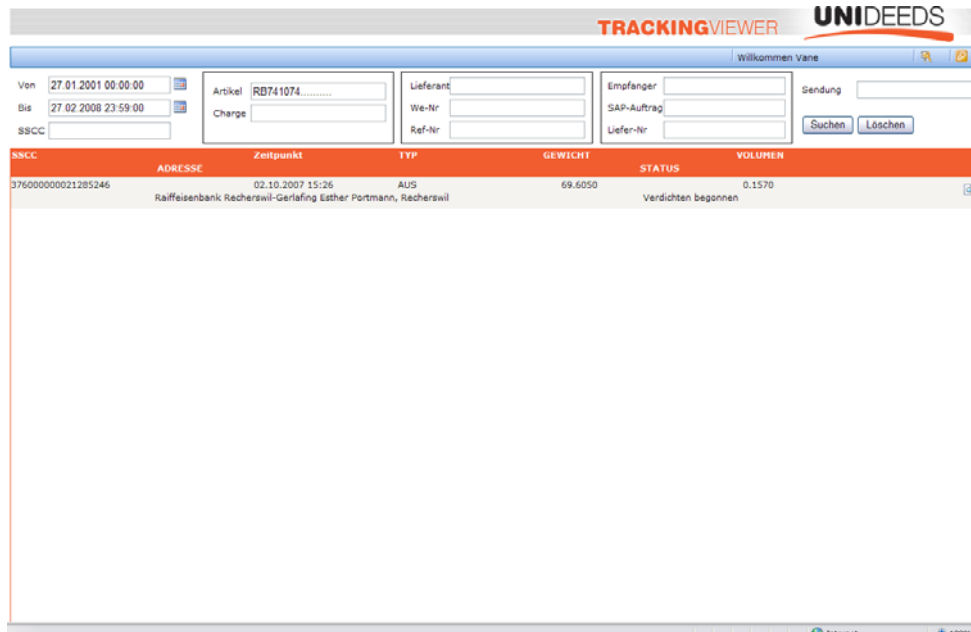 TRACKINGVIEWER UNIDEEDS
Willkommen Vane
Von 27.01.2001 00:00:00 Artikel RB741074.......... Lieferant Empfanger Sendung
Bis 27.02.2008 23:59:00 Charge We-Nr SAP-Auftrag Suchen Löschen
SSCC Ref-Nr Liefer-Nr
SSCC Zeitpunkt TYP GEWICHT VOLUMEN
ADRESSE STATUS
376000000021285246 02.10.2007 15:26 AUS 69.6050 0.1570
Raiffeisenbank Recherswil-Gerlafing Esther Portmann, Recherswil Verdichten begonnen